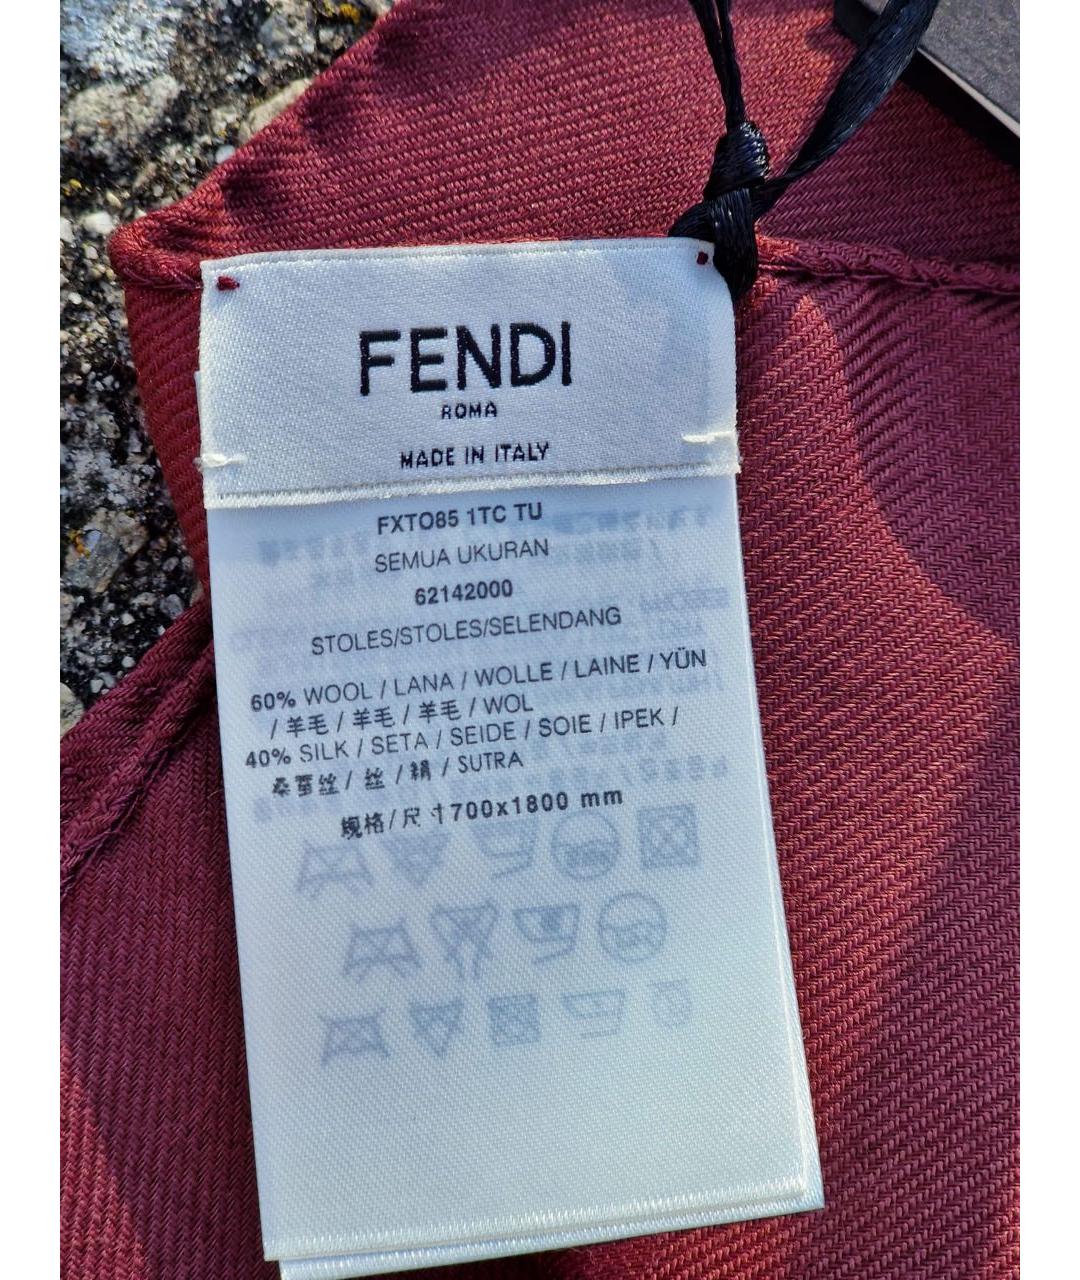 FENDI
ROMA
MADE IN ITALY
FXT085 1TC TU
SEMUA UKURAN
62142000
STOLES/STOLES/SELENDANG
60% WOOL / LANA / WOLLE / LAINE / YÜN
/ 羊毛 / 羊毛 / 羊毛 / WOL
40% SILK / SETA / SEIDE / SOIE / IPEK /
桑蚕丝 / 丝 / 絹 / SUTRA
规格/尺寸700x1800 mm